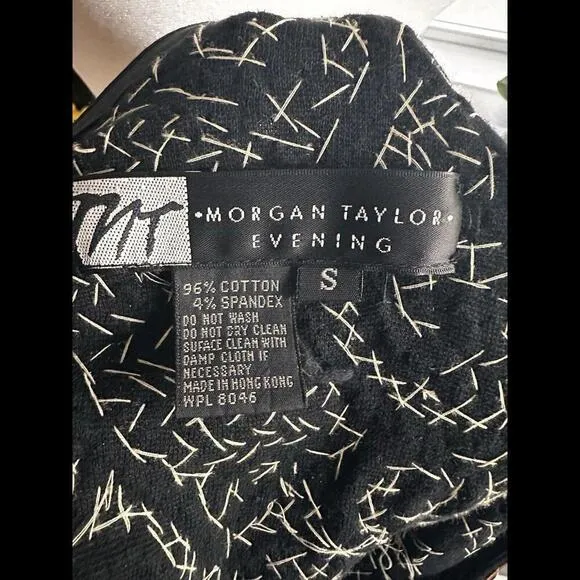 MT
•MORGAN TAYLOR•
EVENING
S
96% COTTON
4% SPANDEX
DO NOT WASH
DO NOT DRY CLEAN
SUFACE CLEAN WITH
DAMP CLOTH IF
NECESSARY
MADE IN HONG KONG
WPL 8046